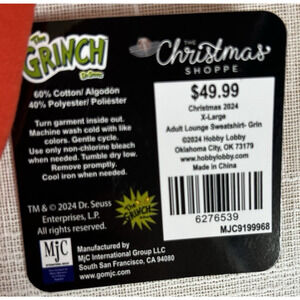 The
GRINCH
Dr. Seuss
60% Cotton/ Algodón
40% Polyester/ Poliéster
Turn garment inside out.
Machine wash cold with like
colors. Gentle cycle.
Use only non-chlorine bleach
when needed. Tumble dry low.
Remove promptly.
Cool iron when needed.
TM & © 2024 Dr. Seuss
Enterprises, L.P.
All rights reserved.
MJC
Manufactured by
MJC International Group LLC
South San Francisco, CA 94080
www.gomjc.com
THE
Christmas
SHOPPE
$49.99
Christmas 2024
X-Large
Adult Lounge Sweatshirt- Grin
©2024 Hobby Lobby
Oklahoma City, OK 73179
www.hobbylobby.com
Made in China
6276539
MJC9199968